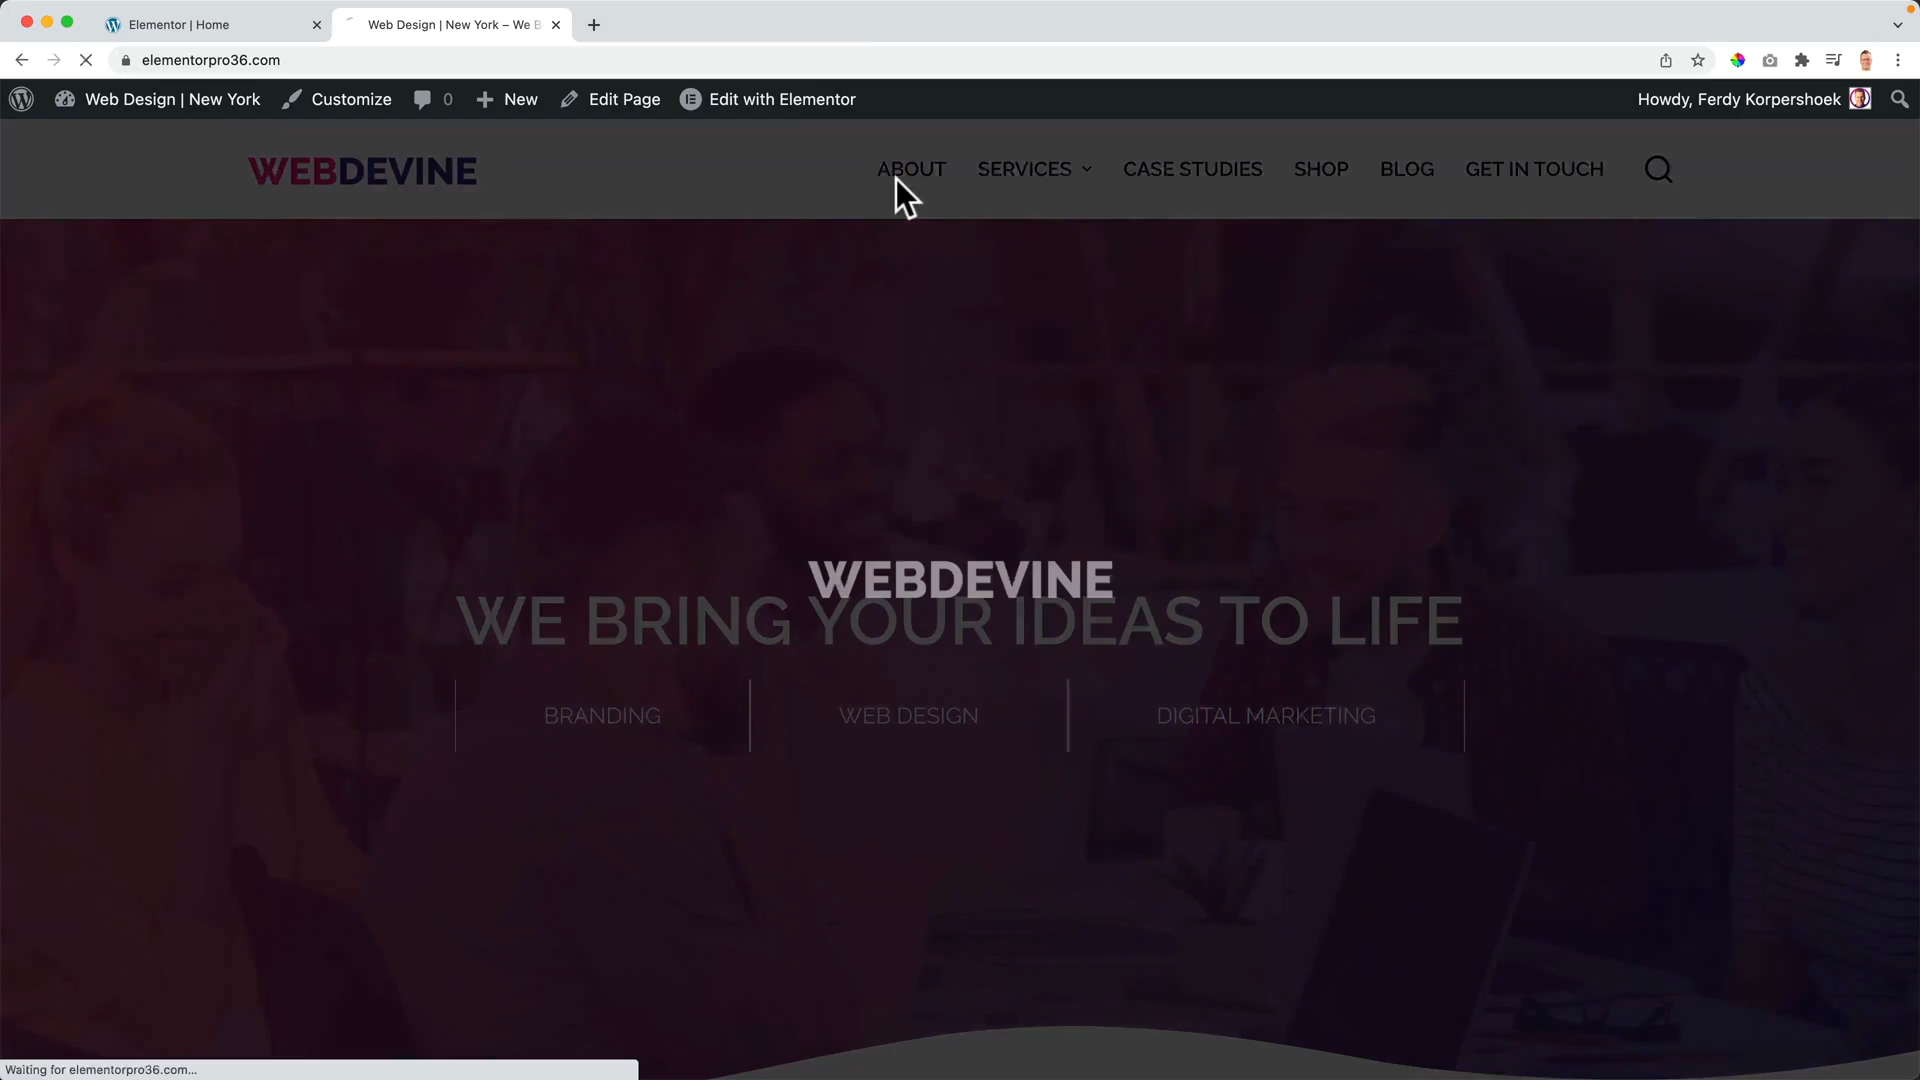 Elementor | Home
Web Design | New York – We B
elementorpro36.com
Web Design | New York
Customize
0
New
Edit Page
Edit with Elementor
Howdy, Ferdy Korpershoek
WEBDEVINE
ABOUT
SERVICES
CASE STUDIES
SHOP
BLOG
GET IN TOUCH
WEBDEVINE
WE BRING YOUR IDEAS TO LIFE
BRANDING
WEB DESIGN
DIGITAL MARKETING
Waiting for elementorpro36.com...